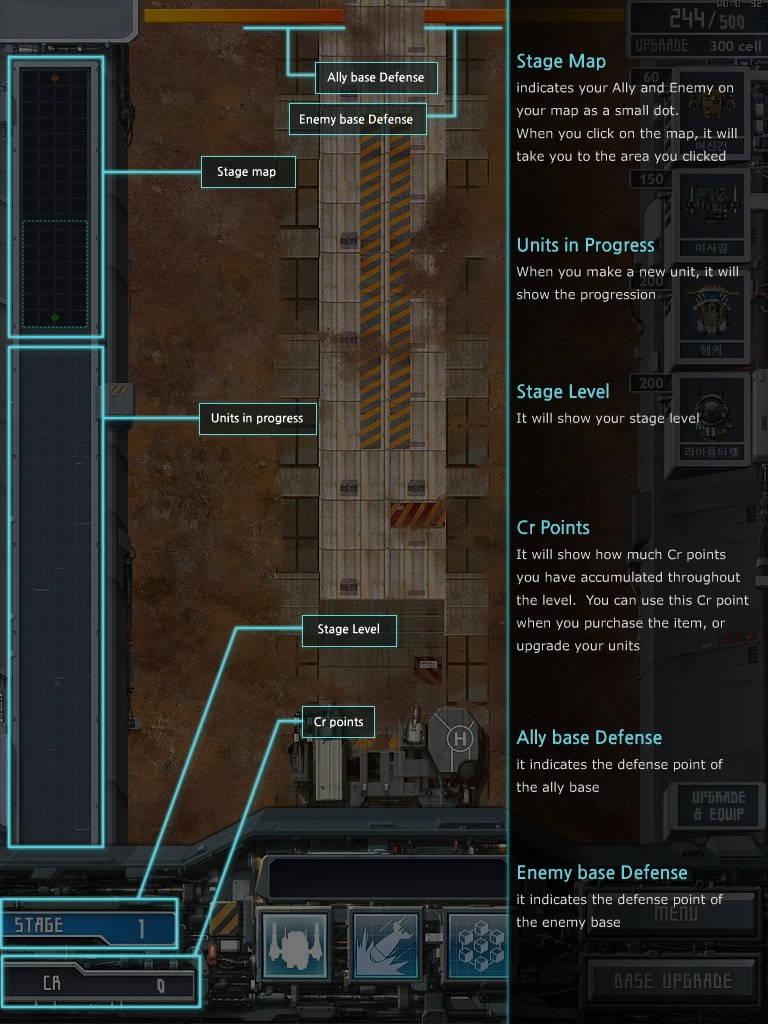 60.0 32
244/500
UPGRADE 300 cell
Ally base Defense
Enemy base Defense
Stage map
Units in progress
Stage Level
Cr points
Stage Map
indicates your Ally and Enemy on
your map as a small dot.
When you click on the map, it will
take you to the area you clicked
Units in Progress
When you make a new unit, it will
show the progression
Stage Level
It will show your stage level
Cr Points
It will show how much Cr points
you have accumulated throughout
the level. You can use this Cr point
when you purchase the item, or
upgrade your units
Ally base Defense
it indicates the defense point of
the ally base
Enemy base Defense
it indicates the defense point of
the enemy base
60
머신건
150
미사일
200
탱커
200
라이플터렛
UPGRADE
& EQUIP
MENU
BASE UPGRADE
STAGE 1
CR 0
H